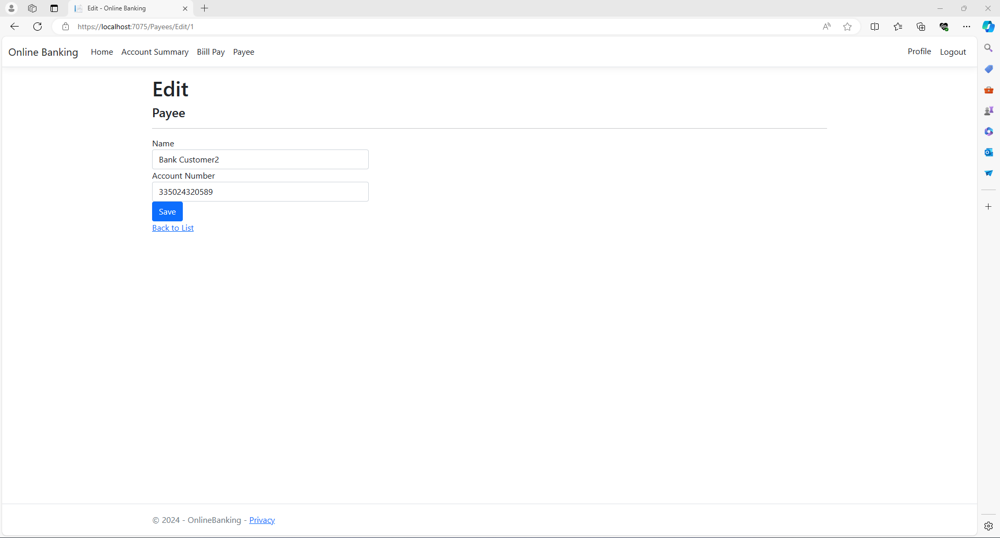 Edit - Online Banking
https://localhost:7075/Payees/Edit/1
Online Banking Home Account Summary Biill Pay Payee Profile Logout
Edit
Payee
Name
Bank Customer2
Account Number
335024320589
Save
Back to List
© 2024 - OnlineBanking - Privacy